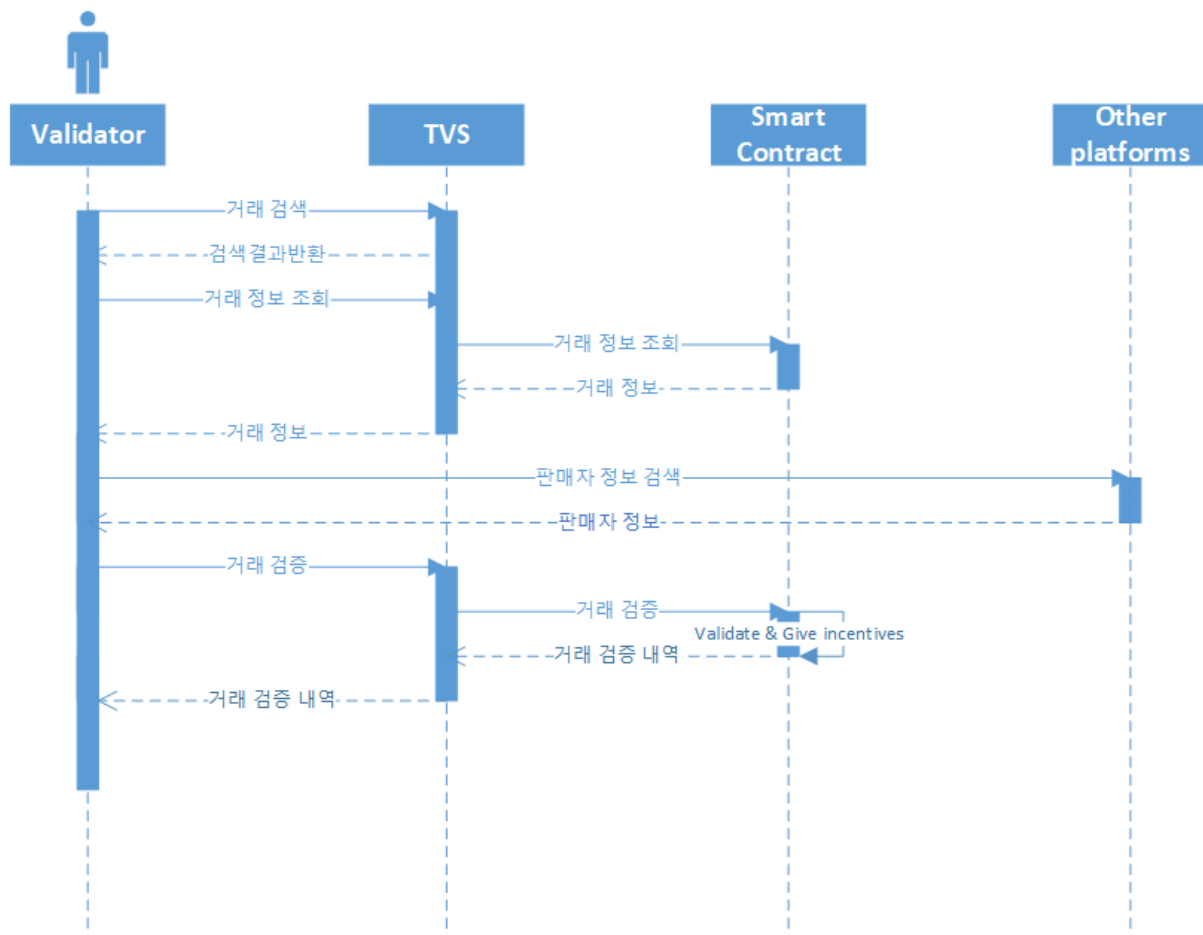 Validator
TVS
Smart
Contract
Other
platforms
거래 검색
검색결과반환
거래 정보 조회
거래 정보 조회
거래 정보
거래 정보
판매자 정보 검색
판매자 정보
거래 검증
거래 검증
Validate & Give incentives
거래 검증 내역
거래 검증 내역